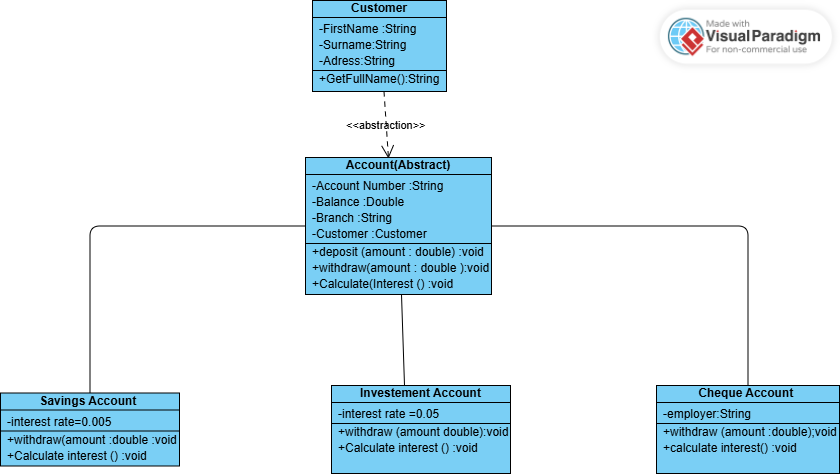 Customer
-FirstName :String
-Surname:String
-Adress:String
+GetFullName():String
Made with
Visual Paradigm
For non-commercial use
<<abstraction>>
Account(Abstract)
-Account Number :String
-Balance :Double
-Branch :String
-Customer :Customer
+deposit (amount : double) :void
+withdraw(amount : double ):void
+Calculate(Interest () :void
Savings Account
-interest rate=0.005
+withdraw(amount :double :void
+Calculate interest () :void
Investement Account
-interest rate =0.05
+withdraw (amount double):void
+Calculate interest () :void
Cheque Account
-employer:String
+withdraw (amount :double);void
+calculate interest() :void